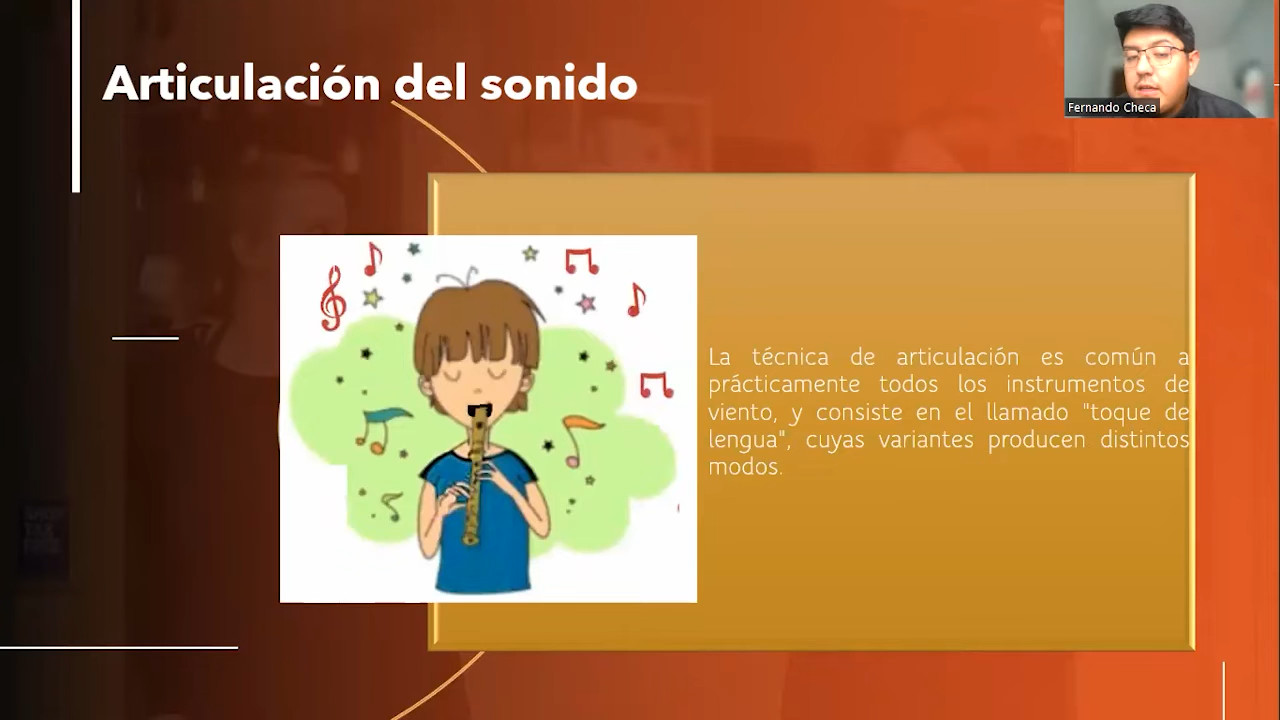 Articulación del sonido
Fernando Checa
La técnica de articulación es común a
prácticamente todos los instrumentos de
viento, y consiste en el llamado "toque de
lengua", cuyas variantes producen distintos
modos.